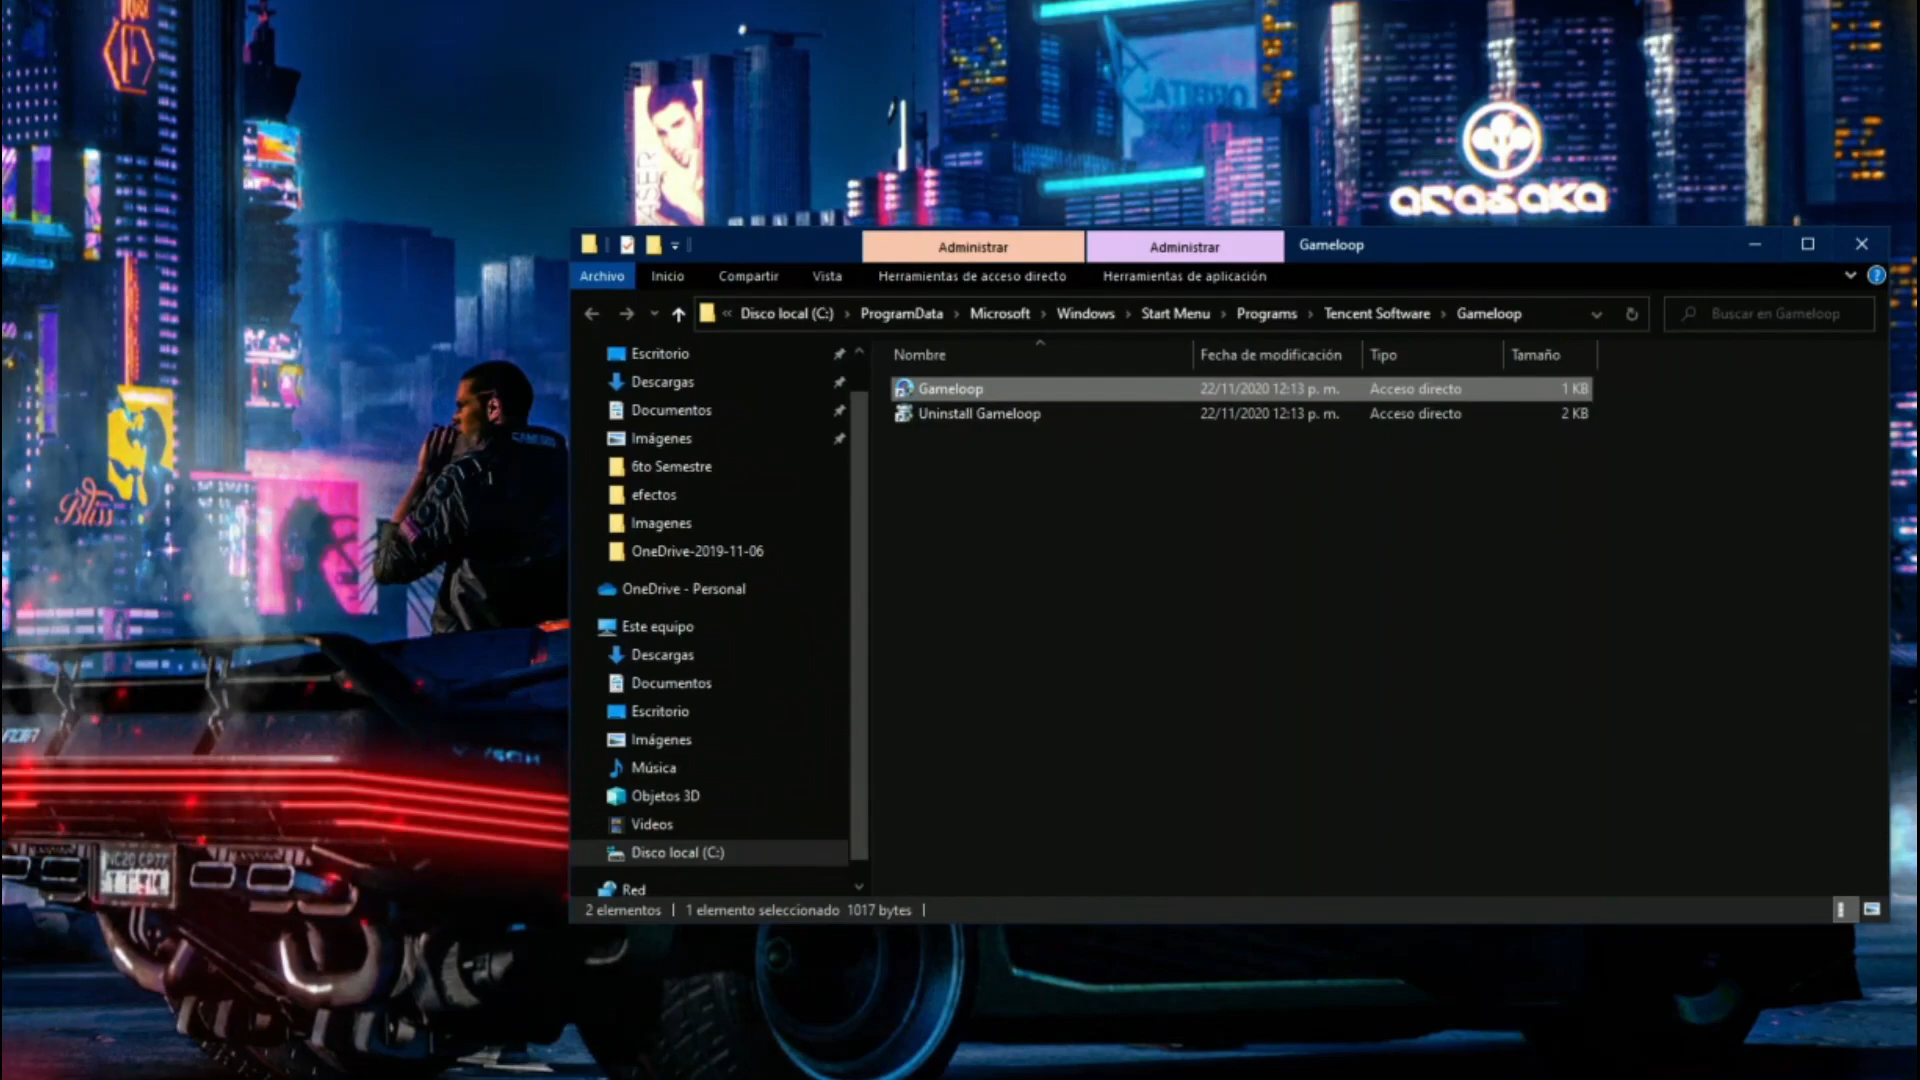 arasaka
ORBITAL
Bliss
NC20 CP77
Administrar
Administrar
Gameloop
Archivo
Inicio
Compartir
Vista
Herramientas de acceso directo
Herramientas de aplicación
« Disco local (C:) › ProgramData › Microsoft › Windows › Start Menu › Programs › Tencent Software › Gameloop
Buscar en Gameloop
Escritorio
Descargas
Documentos
Imágenes
6to Semestre
efectos
Imagenes
OneDrive-2019-11-06
OneDrive - Personal
Este equipo
Descargas
Documentos
Escritorio
Imágenes
Música
Objetos 3D
Videos
Disco local (C:)
Red
Nombre Fecha de modificación Tipo Tamaño
Gameloop 22/11/2020 12:13 p. m. Acceso directo 1 KB
Uninstall Gameloop 22/11/2020 12:13 p. m. Acceso directo 2 KB
2 elementos | 1 elemento seleccionado 1017 bytes |